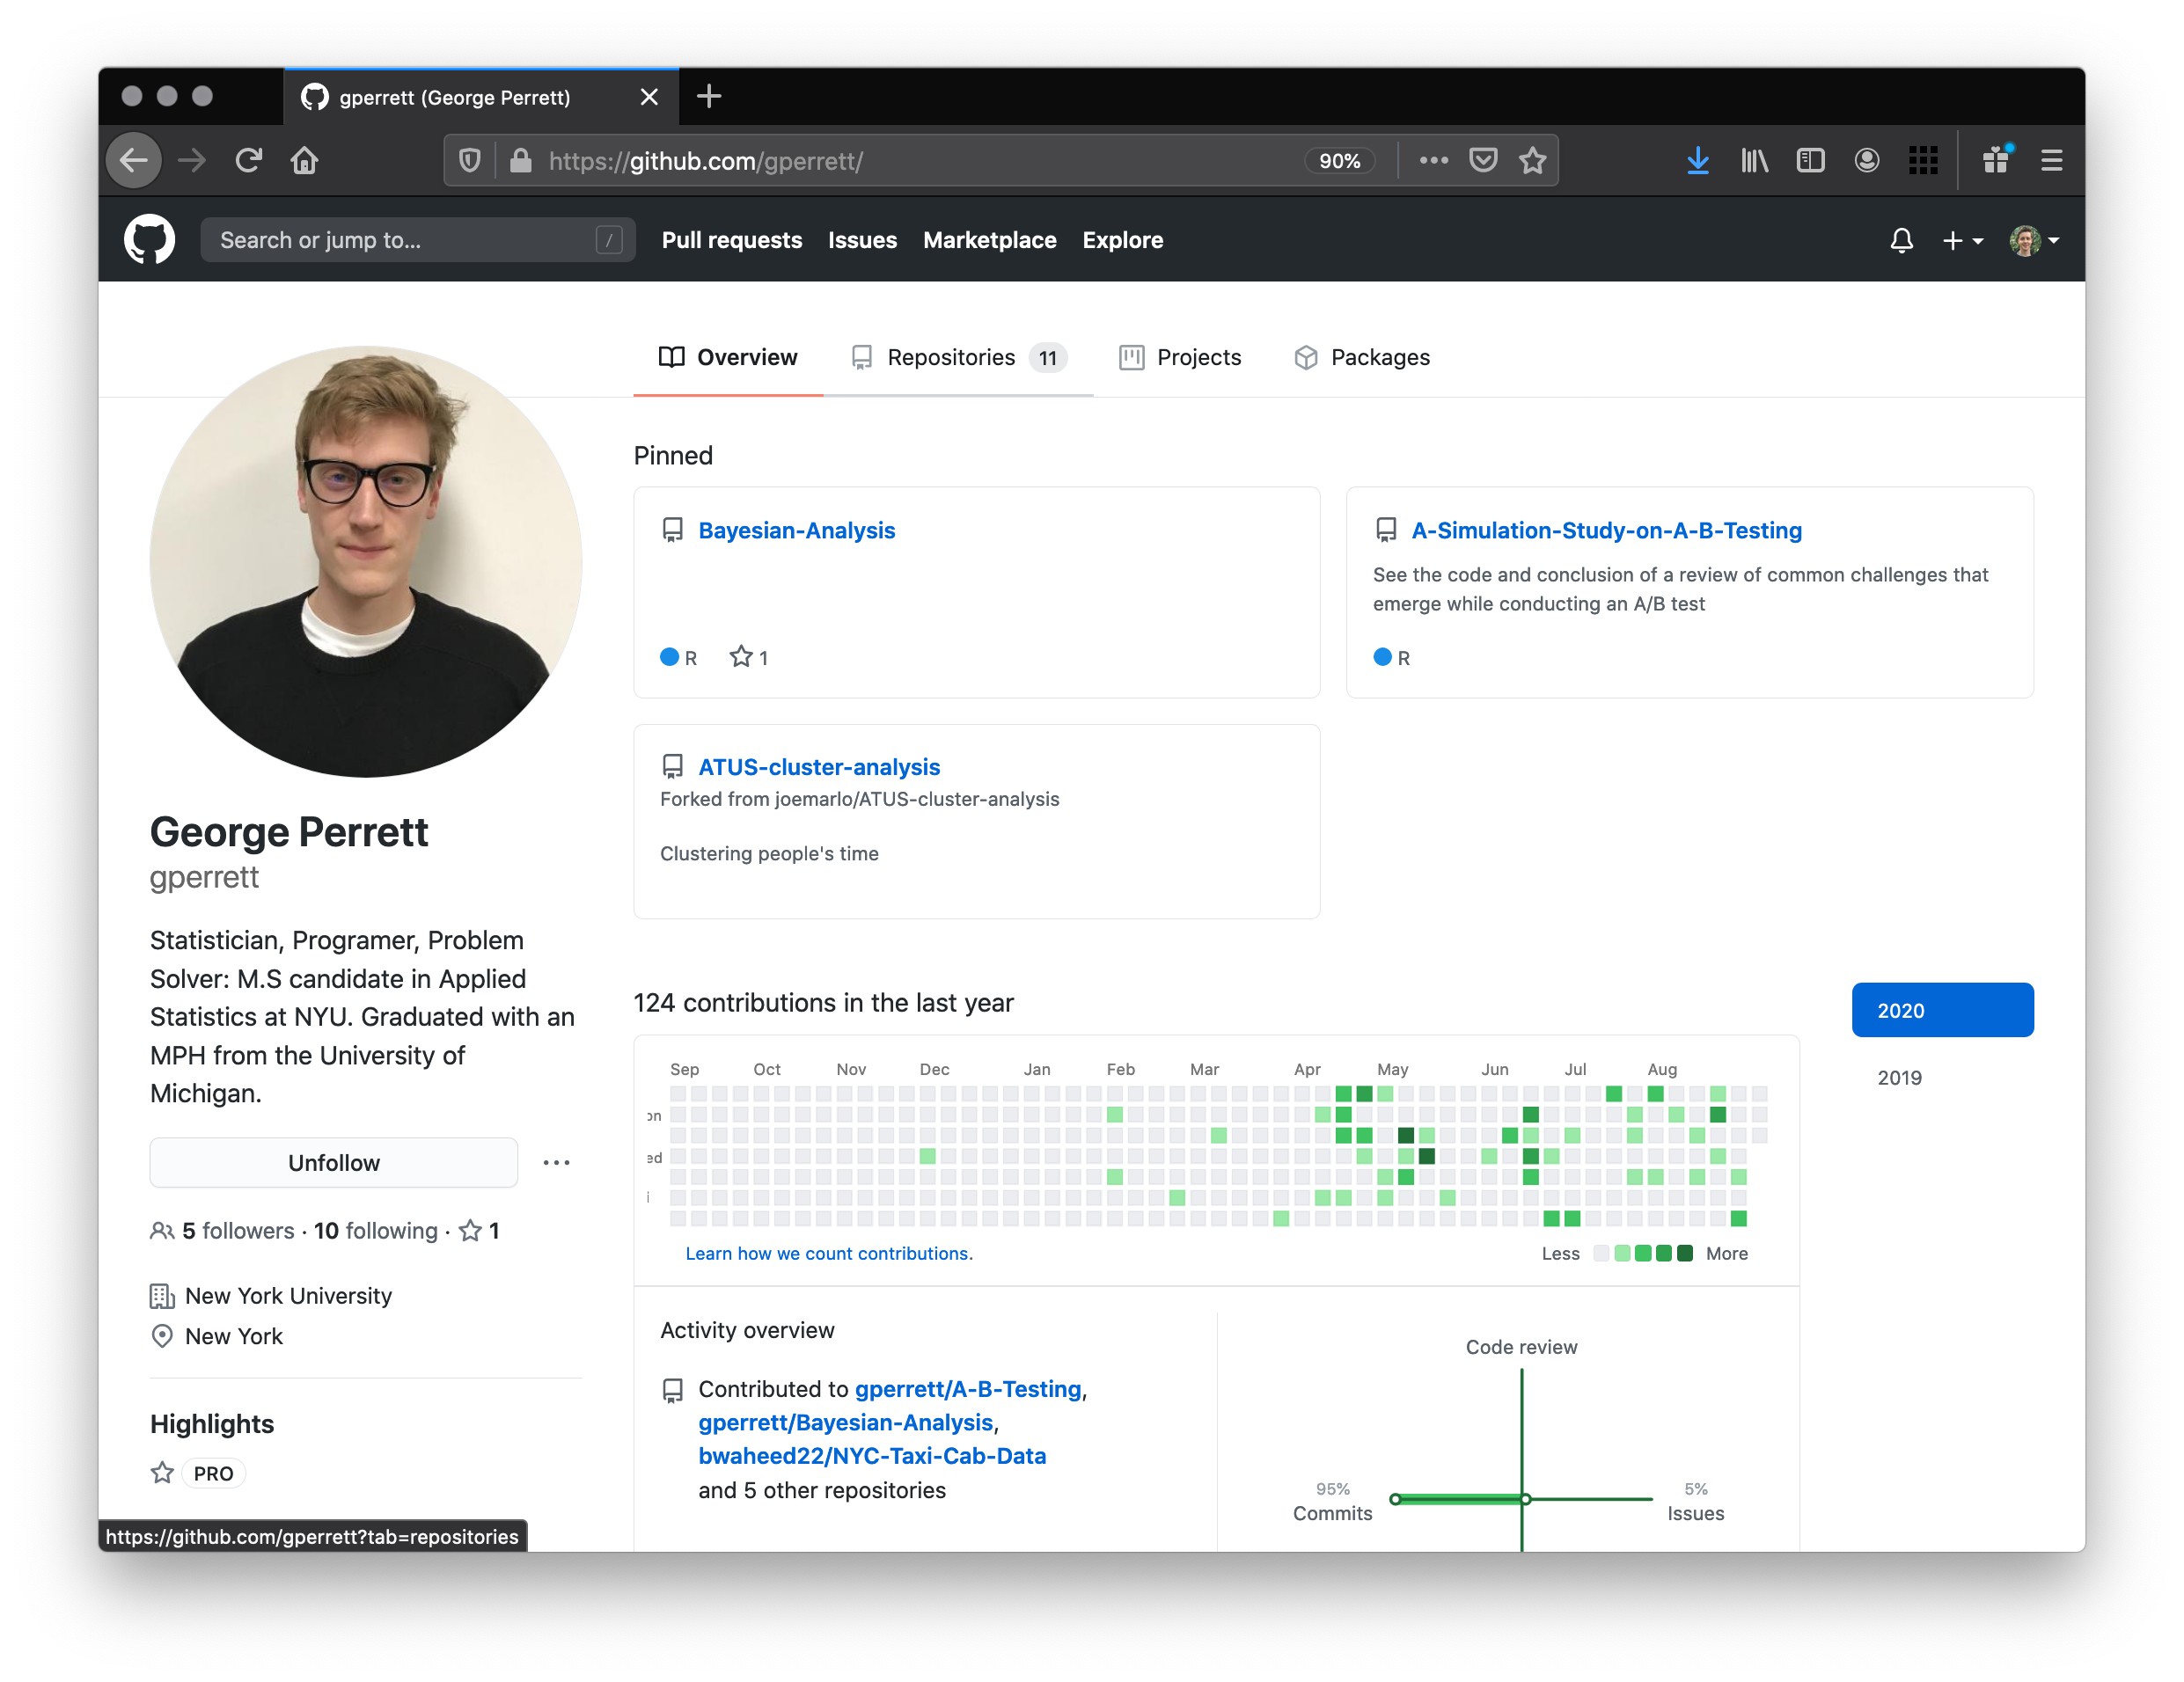 gperrett (George Perrett)
https://github.com/gperrett/
90%
Search or jump to...
/
Pull requests
Issues
Marketplace
Explore
Overview
Repositories 11
Projects
Packages
George Perrett
gperrett
Statistician, Programer, Problem
Solver: M.S candidate in Applied
Statistics at NYU. Graduated with an
MPH from the University of
Michigan.
Unfollow
5 followers · 10 following · 1
New York University
New York
Highlights
PRO
Pinned
Bayesian-Analysis
R 1
A-Simulation-Study-on-A-B-Testing
See the code and conclusion of a review of common challenges that
emerge while conducting an A/B test
R
ATUS-cluster-analysis
Forked from joemarlo/ATUS-cluster-analysis
Clustering people's time
124 contributions in the last year
2020
2019
Sep Oct Nov Dec Jan Feb Mar Apr May Jun Jul Aug
on
ed
i
Learn how we count contributions.
Less More
Activity overview
Contributed to gperrett/A-B-Testing,
gperrett/Bayesian-Analysis,
bwaheed22/NYC-Taxi-Cab-Data
and 5 other repositories
Code review
95%
Commits
5%
Issues
https://github.com/gperrett?tab=repositories